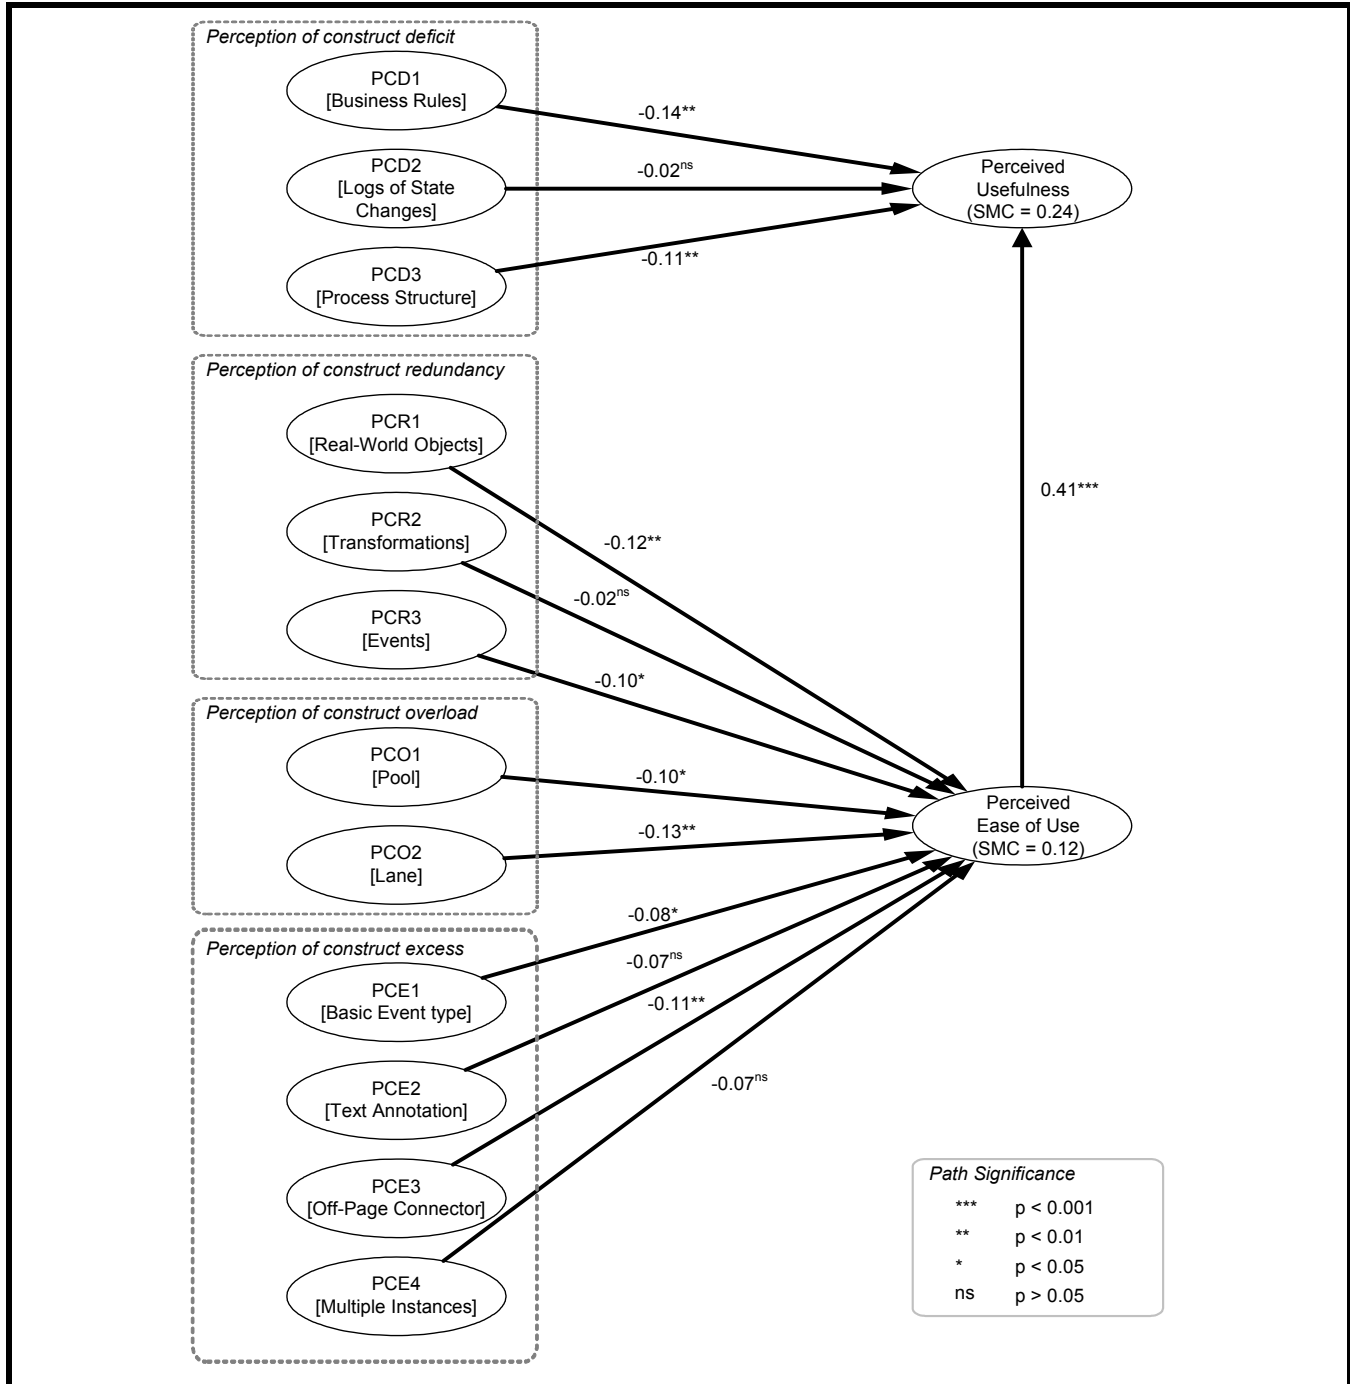 Perception of construct deficit
PCD1
[Business Rules]
-0.14**
PCD2
[Logs of State
Changes]
-0.02ns
PCD3
[Process Structure]
-0.11**
Perceived
Usefulness
(SMC = 0.24)
Perception of construct redundancy
PCR1
[Real-World Objects]
-0.12**
PCR2
[Transformations]
-0.02ns
PCR3
[Events]
-0.10*
0.41***
Perception of construct overload
PCO1
[Pool]
-0.10*
PCO2
[Lane]
-0.13**
Perceived
Ease of Use
(SMC = 0.12)
Perception of construct excess
PCE1
[Basic Event type]
-0.08*
PCE2
[Text Annotation]
-0.07ns
PCE3
[Off-Page Connector]
-0.11**
PCE4
[Multiple Instances]
-0.07ns
Path Significance
*** p < 0.001
** p < 0.01
* p < 0.05
ns p > 0.05